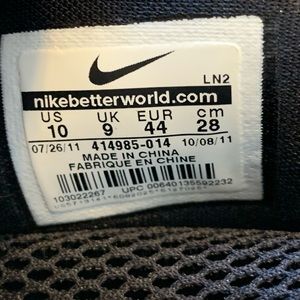 LN2
nikebetterworld.com
US UK EUR cm
10 9 44 28
07/26/11 414985-014 10/08/11
MADE IN CHINA
FABRIQUE EN CHINE
103022267 UPC 00640135592232